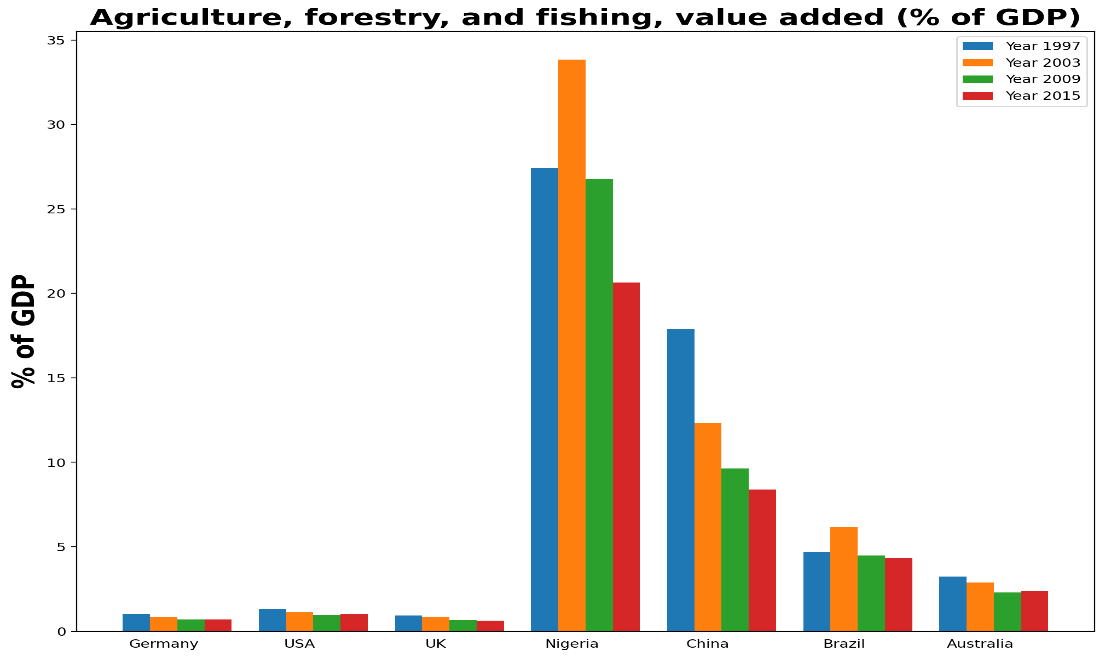 Agriculture, forestry, and fishing, value added (% of GDP)
35
30
25
20
15
10
5
0
% of GDP
Year 1997
Year 2003
Year 2009
Year 2015
Germany
USA
UK
Nigeria
China
Brazil
Australia